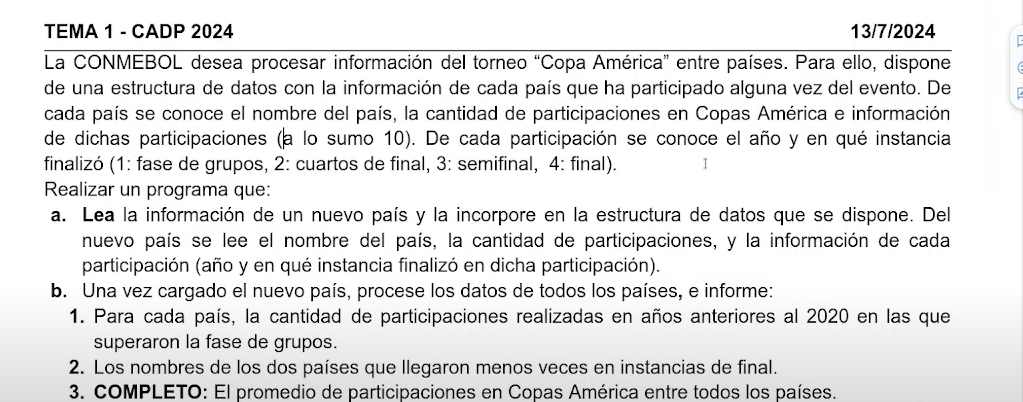 TEMA 1 - CADP 2024 13/7/2024
La CONMEBOL desea procesar información del torneo “Copa América” entre países. Para ello, dispone
de una estructura de datos con la información de cada país que ha participado alguna vez del evento. De
cada país se conoce el nombre del país, la cantidad de participaciones en Copas América e información
de dichas participaciones (a lo sumo 10). De cada participación se conoce el año y en qué instancia
finalizó (1: fase de grupos, 2: cuartos de final, 3: semifinal, 4: final).
Realizar un programa que:
a. Lea la información de un nuevo país y la incorpore en la estructura de datos que se dispone. Del
nuevo país se lee el nombre del país, la cantidad de participaciones, y la información de cada
participación (año y en qué instancia finalizó en dicha participación).
b. Una vez cargado el nuevo país, procese los datos de todos los países, e informe:
1. Para cada país, la cantidad de participaciones realizadas en años anteriores al 2020 en las que
superaron la fase de grupos.
2. Los nombres de los dos países que llegaron menos veces en instancias de final.
3. COMPLETO: El promedio de participaciones en Copas América entre todos los países.